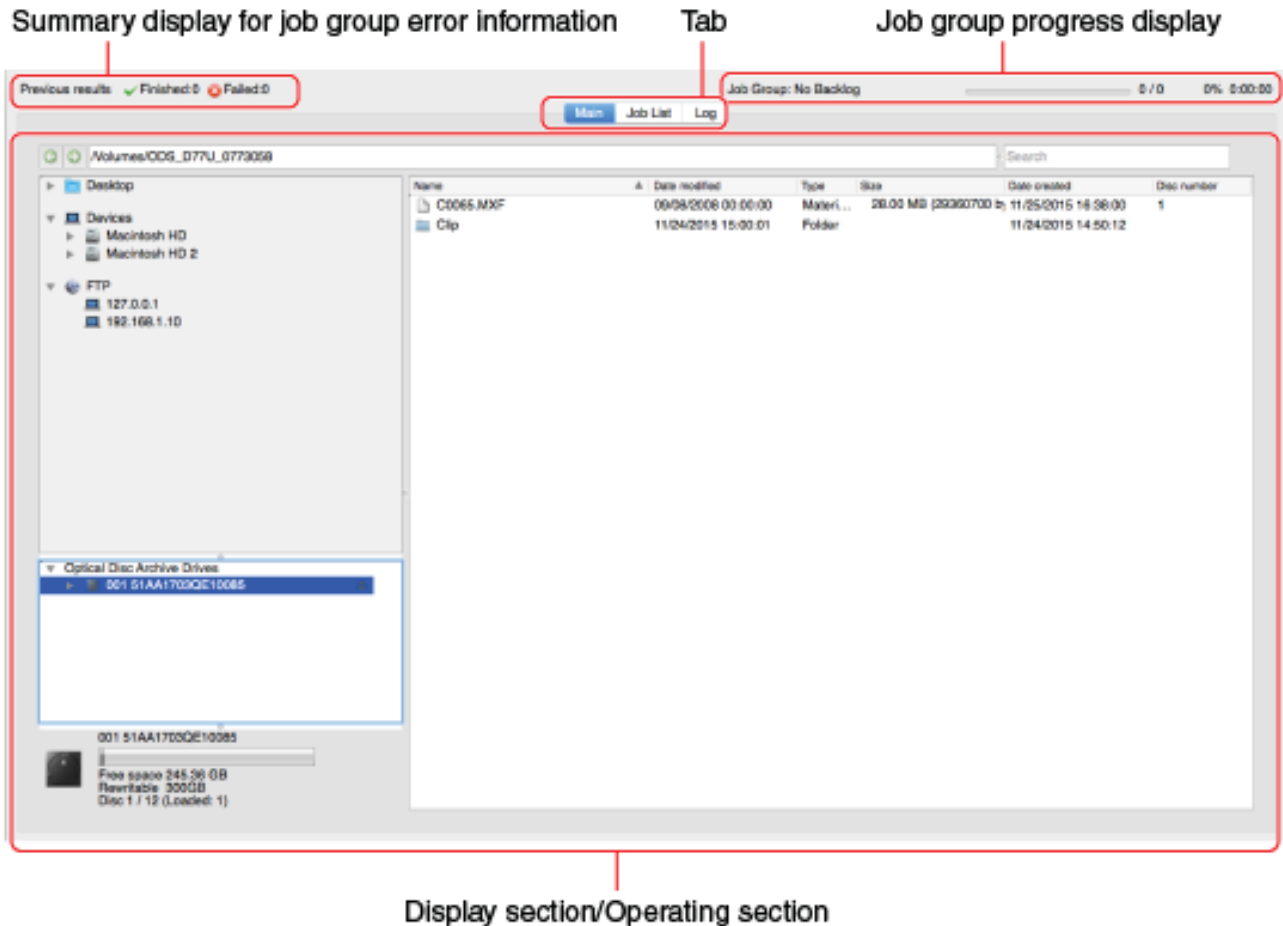 Summary display for job group error information
Tab
Job group progress display
Previous results Finished:0 Failed:0
Job Group: No Backlog 0 / 0 0% 0:00:00
Main Job List Log
/Volumes/ODS_D77U_0773058
Search
Desktop
Devices
Macintosh HD
Macintosh HD 2
FTP
127.0.0.1
192.168.1.10
Name Date modified Type Size Date created Disc number
C0065.MXF 09/08/2008 00:00:00 Materi... 28.00 MB (29360700 b 11/25/2015 16:38:00 1
Clip 11/24/2015 15:00:01 Folder 11/24/2015 14:50:12
Optical Disc Archive Drives
001 51AA1703QE10085
001 51AA1703QE10085
Free space 245.36 GB
Rewritable 300GB
Disc 1 / 12 (Loaded: 1)
Display section/Operating section